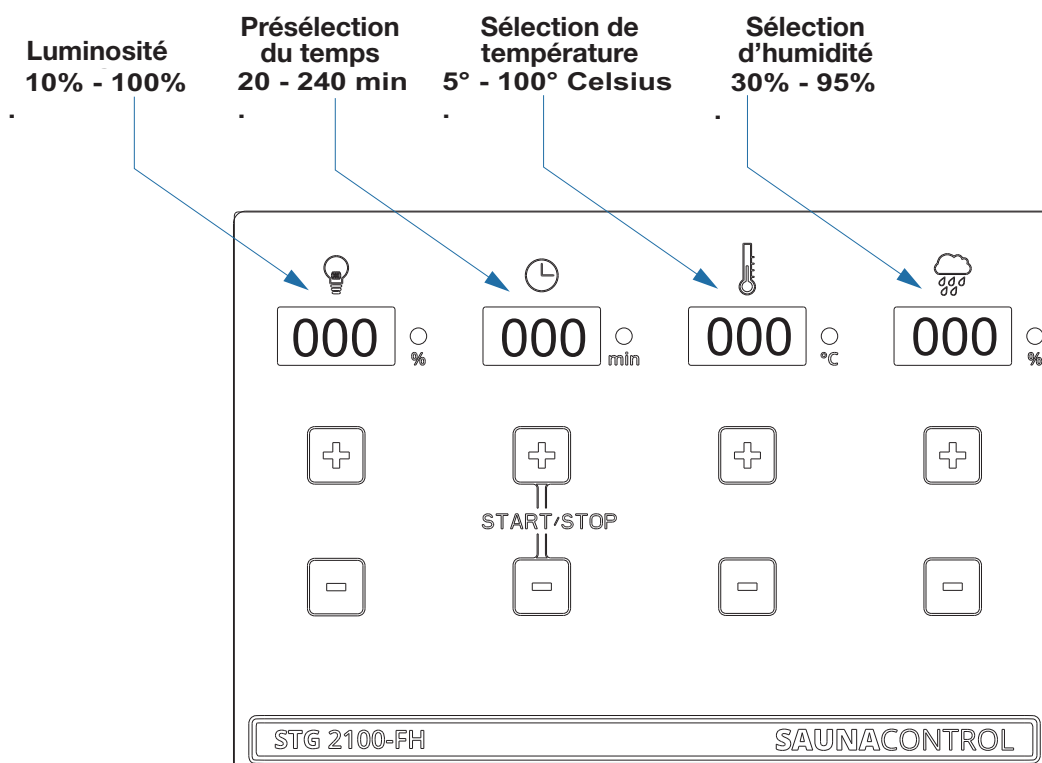 Luminosité
10% - 100%
.
Présélection
du temps
20 - 240 min
.
Sélection de
température
5° - 100° Celsius
.
Sélection
d’humidité
30% - 95%
.
000 %
000 min
000 °C
000 %
START/STOP
STG 2100-FH
SAUNACONTROL